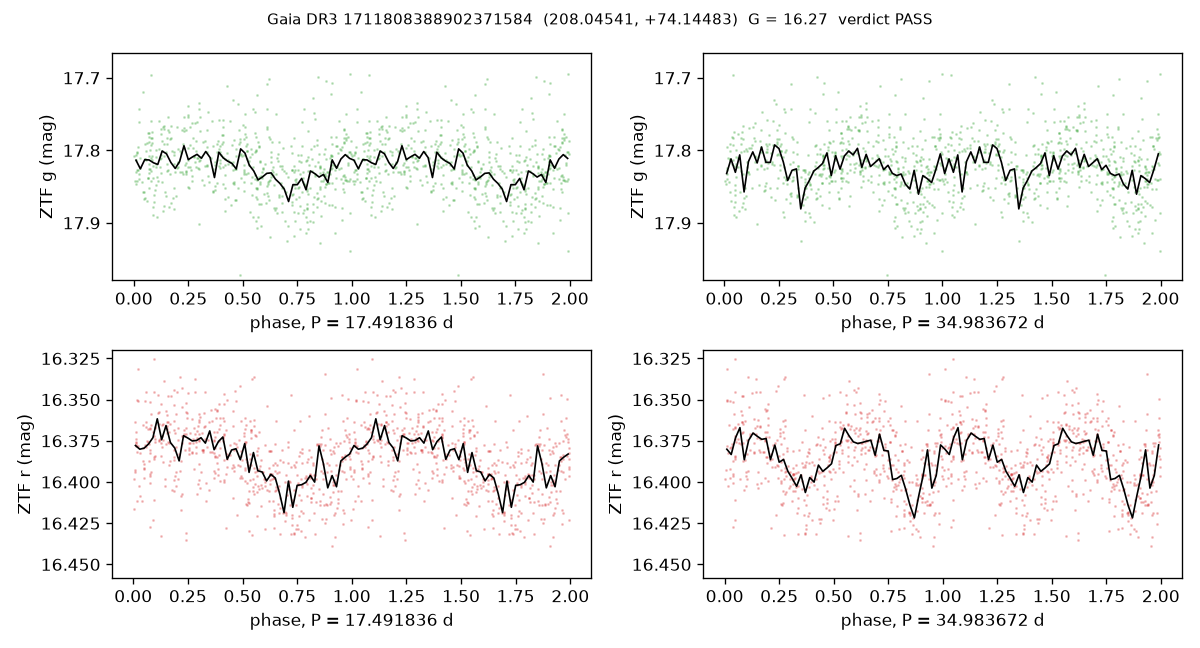 Gaia DR3 1711808388902371584 (208.04541, +74.14483) G = 16.27 verdict PASS
ZTF g (mag)
17.7
17.8
17.9
0.00 0.25 0.50 0.75 1.00 1.25 1.50 1.75 2.00
phase, P = 17.491836 d
ZTF g (mag)
17.7
17.8
17.9
0.00 0.25 0.50 0.75 1.00 1.25 1.50 1.75 2.00
phase, P = 34.983672 d
ZTF r (mag)
16.325
16.350
16.375
16.400
16.425
16.450
0.00 0.25 0.50 0.75 1.00 1.25 1.50 1.75 2.00
phase, P = 17.491836 d
ZTF r (mag)
16.325
16.350
16.375
16.400
16.425
16.450
0.00 0.25 0.50 0.75 1.00 1.25 1.50 1.75 2.00
phase, P = 34.983672 d